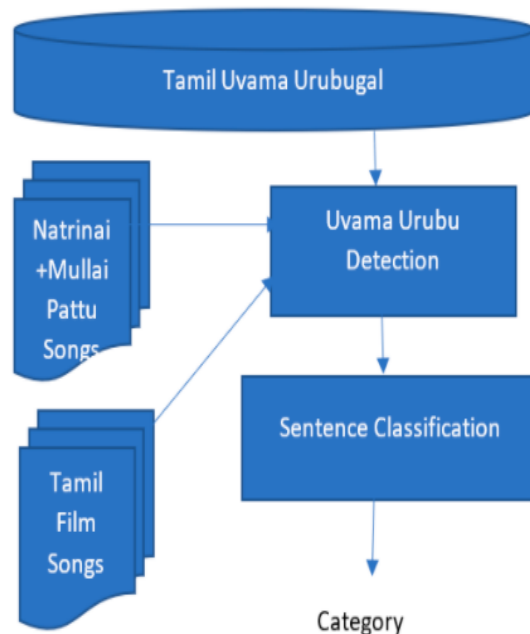 Tamil Uvama Urubugal
Natrinai
+Mullai
Pattu
Songs
Uvama Urubu
Detection
Tamil
Film
Songs
Sentence Classification
Category